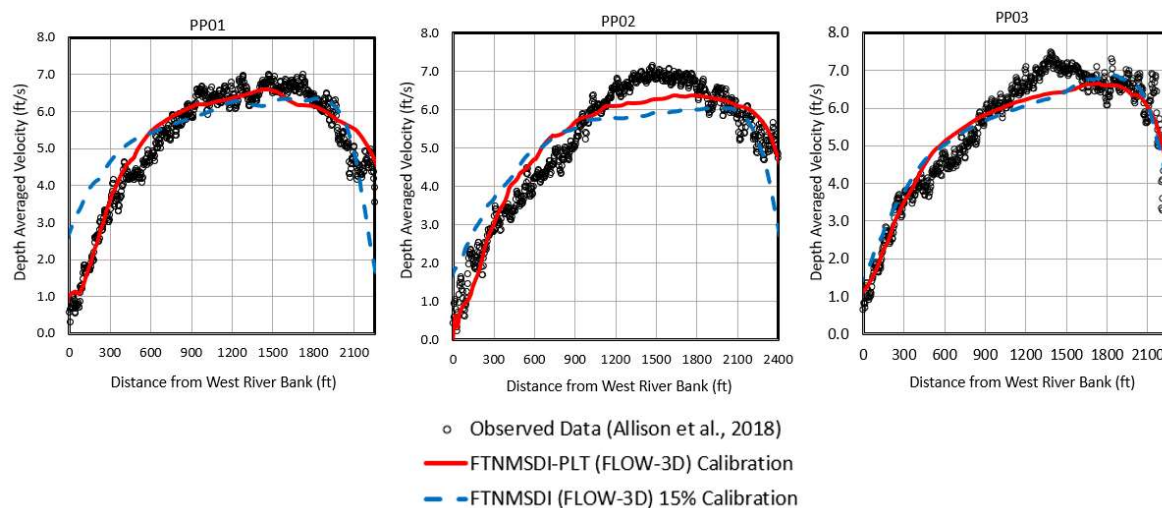 PP01
8.0
7.0
6.0
5.0
4.0
3.0
2.0
1.0
0.0
Depth Averaged Velocity (ft/s)
0 300 600 900 1200 1500 1800 2100
Distance from West River Bank (ft)
PP02
8.0
7.0
6.0
5.0
4.0
3.0
2.0
1.0
0.0
Depth Averaged Velocity (ft/s)
0 300 600 900 1200 1500 1800 2100 2400
Distance from West River Bank (ft)
PP03
8.0
7.0
6.0
5.0
4.0
3.0
2.0
1.0
0.0
Depth Averaged Velocity (ft/s)
0 300 600 900 1200 1500 1800 2100
Distance from West River Bank (ft)
Observed Data (Allison et al., 2018)
FTNMSDI-PLT (FLOW-3D) Calibration
FTNMSDI (FLOW-3D) 15% Calibration